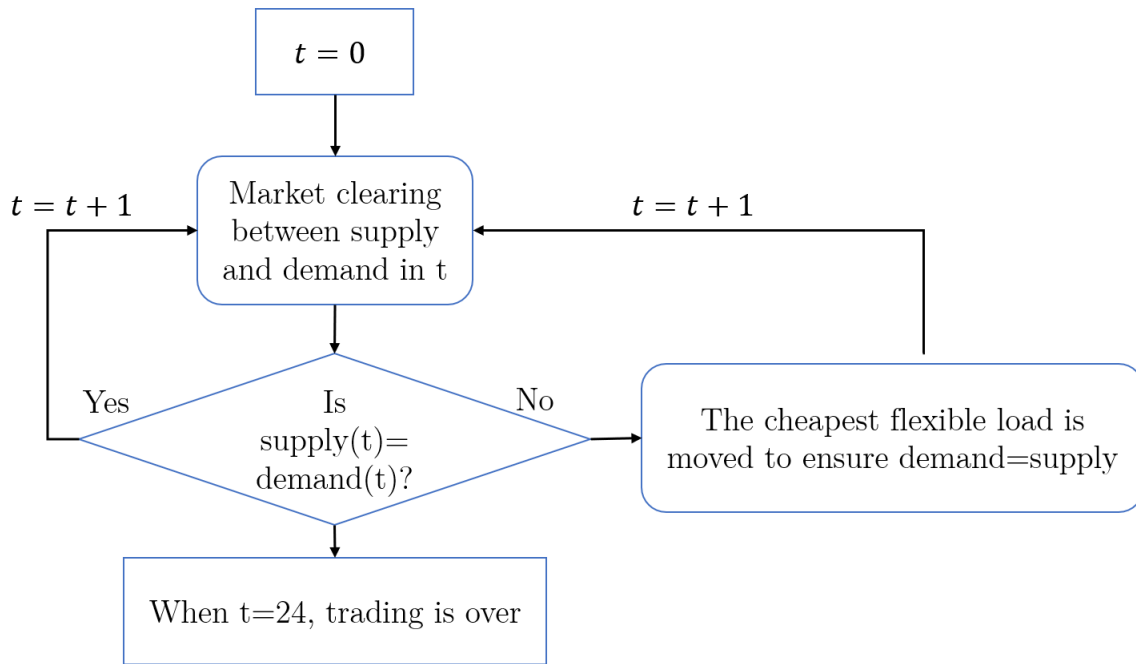 t = 0
Market clearing
between supply
and demand in t
t = t + 1
t = t + 1
Is
supply(t)=
demand(t)?
Yes
No
The cheapest flexible load is
moved to ensure demand=supply
When t=24, trading is over